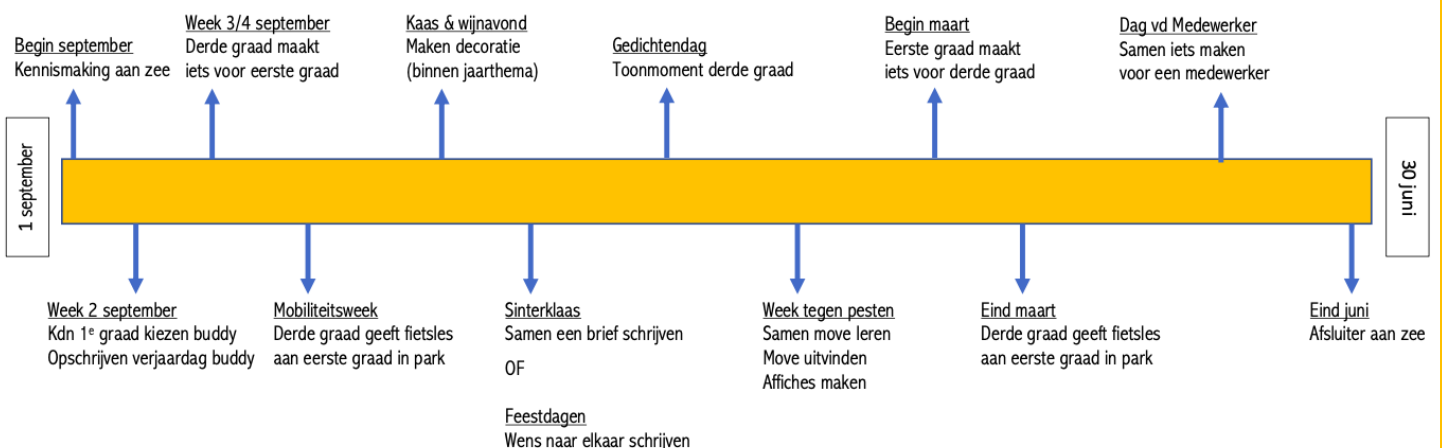 1 september
Begin september
Kennismaking aan zee
Week 3/4 september
Derde graad maakt
iets voor eerste graad
Kaas & wijnavond
Maken decoratie
(binnen jaarthema)
Gedichtendag
Toonmoment derde graad
Begin maart
Eerste graad maakt
iets voor derde graad
Dag vd Medewerker
Samen iets maken
voor een medewerker
30 juni
Week 2 september
Kdn 1e graad kiezen buddy
Opschrijven verjaardag buddy
Mobiliteitsweek
Derde graad geeft fietsles
aan eerste graad in park
Sinterklaas
Samen een brief schrijven
OF
Feestdagen
Wens naar elkaar schrijven
Week tegen pesten
Samen move leren
Move uitvinden
Affiches maken
Eind maart
Derde graad geeft fietsles
aan eerste graad in park
Eind juni
Afsluiter aan zee